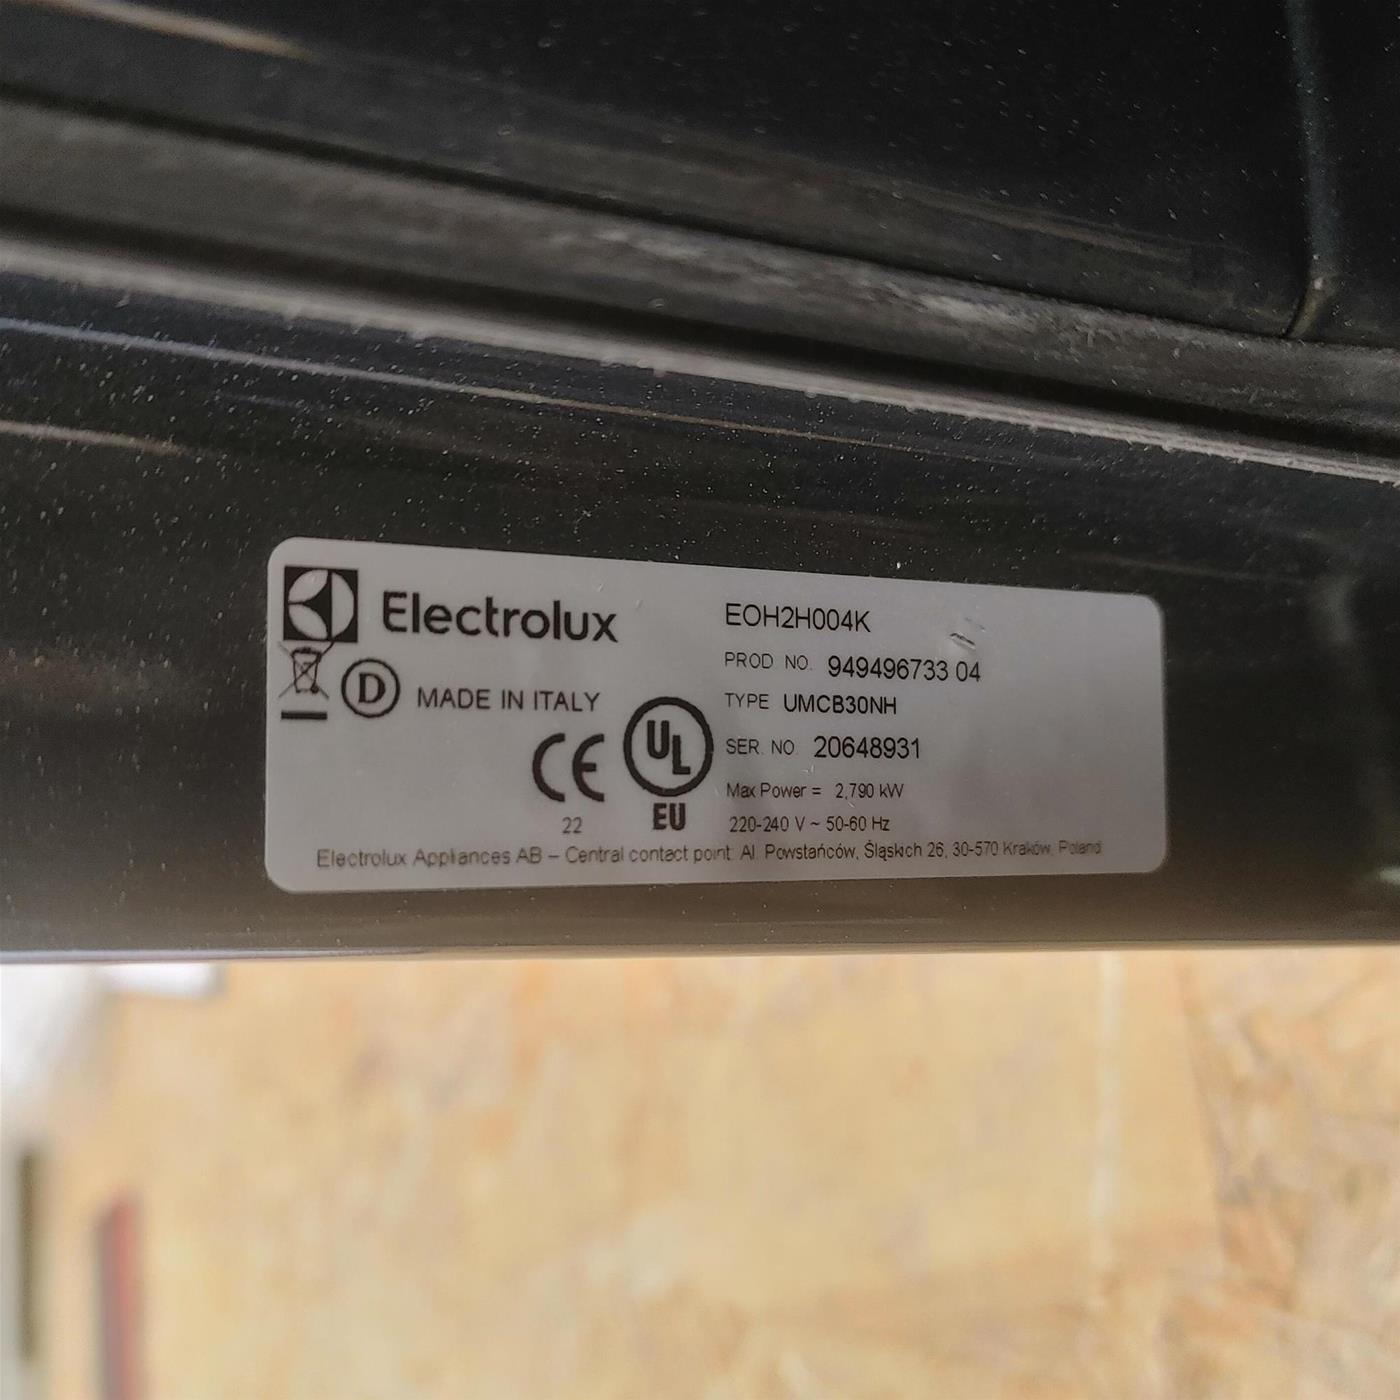 Electrolux
D MADE IN ITALY
CE
22
UL
EU
EOH2H004K
PROD NO. 949496733 04
TYPE UMCB30NH
SER. NO. 20648931
Max Power = 2,790 kW
220-240 V ~ 50-60 Hz
Electrolux Appliances AB – Central contact point. Al. Powstańców, Śląskich 26, 30-570 Kraków, Poland